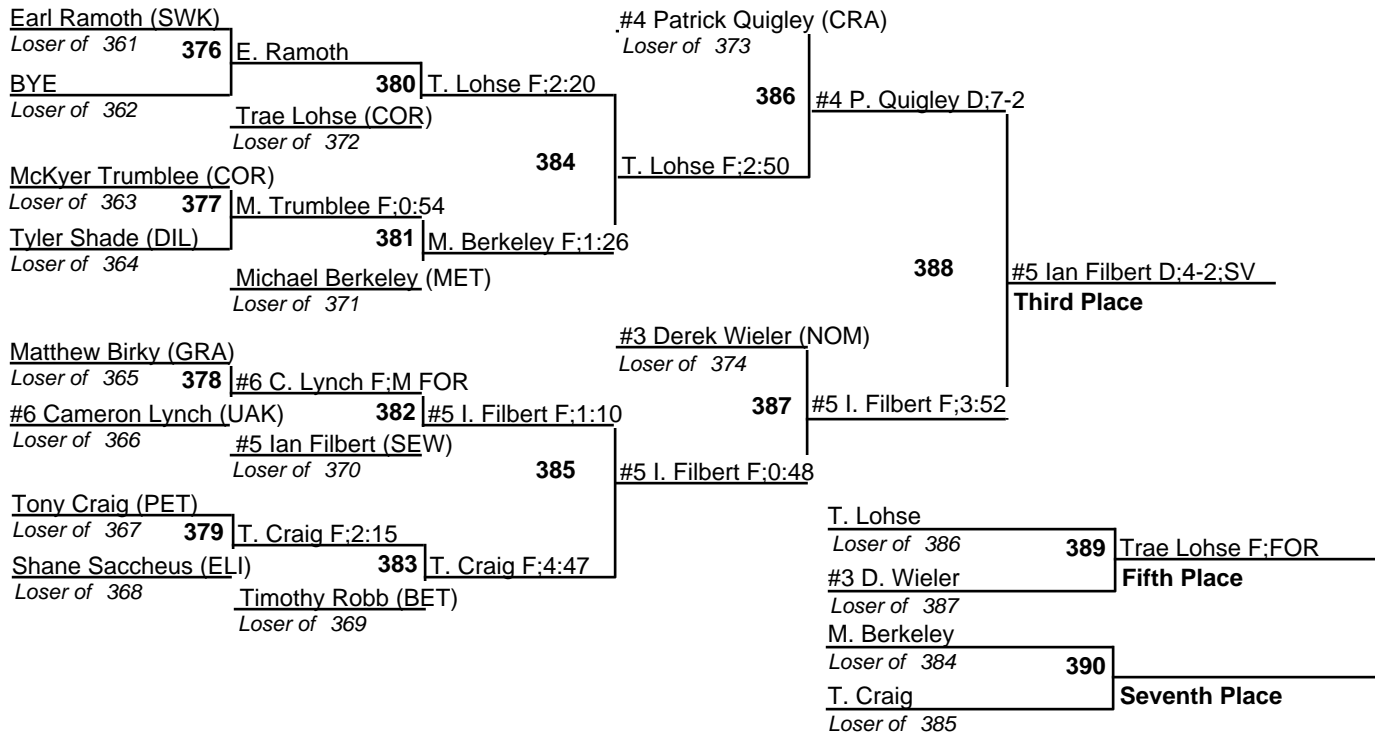 Earl Ramoth (SWK)
Loser of 361
376
E. Ramoth
BYE
Loser of 362
380
T. Lohse F;2:20
Trae Lohse (COR)
Loser of 372
384
T. Lohse F;2:50
McKyer Trumblee (COR)
Loser of 363
377
M. Trumblee F;0:54
Tyler Shade (DIL)
Loser of 364
381
M. Berkeley F;1:26
Michael Berkeley (MET)
Loser of 371
#4 Patrick Quigley (CRA)
Loser of 373
386
#4 P. Quigley D;7-2
388
#5 Ian Filbert D;4-2;SV
Third Place
Matthew Birky (GRA)
Loser of 365
378
#6 C. Lynch F;M FOR
#6 Cameron Lynch (UAK)
Loser of 366
382
#5 I. Filbert F;1:10
#5 Ian Filbert (SEW)
Loser of 370
385
#5 I. Filbert F;0:48
#3 Derek Wieler (NOM)
Loser of 374
387
#5 I. Filbert F;3:52
Tony Craig (PET)
Loser of 367
379
T. Craig F;2:15
Shane Saccheus (ELI)
Loser of 368
383
T. Craig F;4:47
Timothy Robb (BET)
Loser of 369
T. Lohse
Loser of 386
389
Trae Lohse F;FOR
Fifth Place
#3 D. Wieler
Loser of 387
M. Berkeley
Loser of 384
390
Seventh Place
T. Craig
Loser of 385